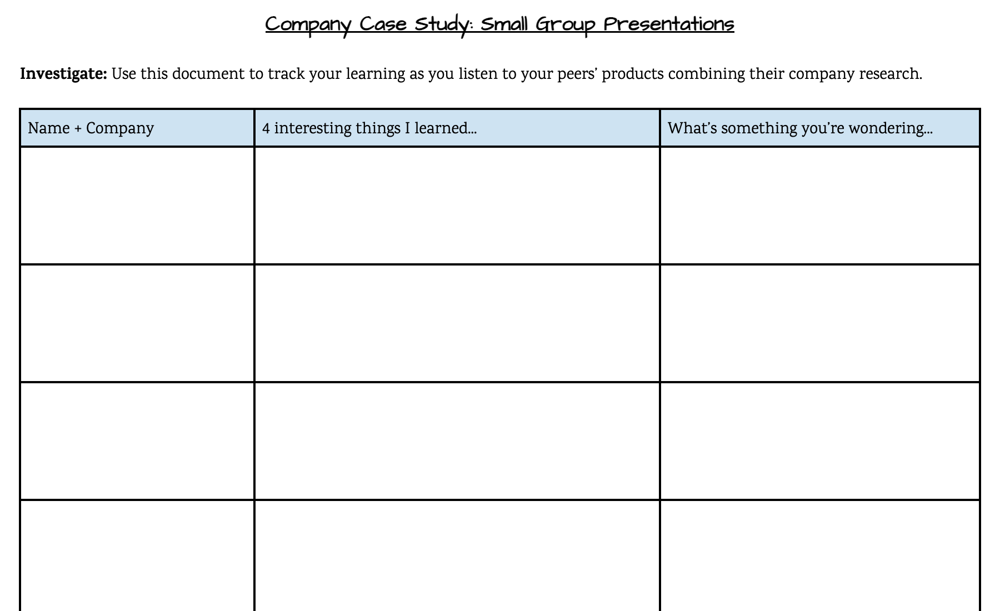 Company Case Study: Small Group Presentations
Investigate: Use this document to track your learning as you listen to your peers’ products combining their company research.
Name + Company
4 interesting things I learned...
What’s something you’re wondering...